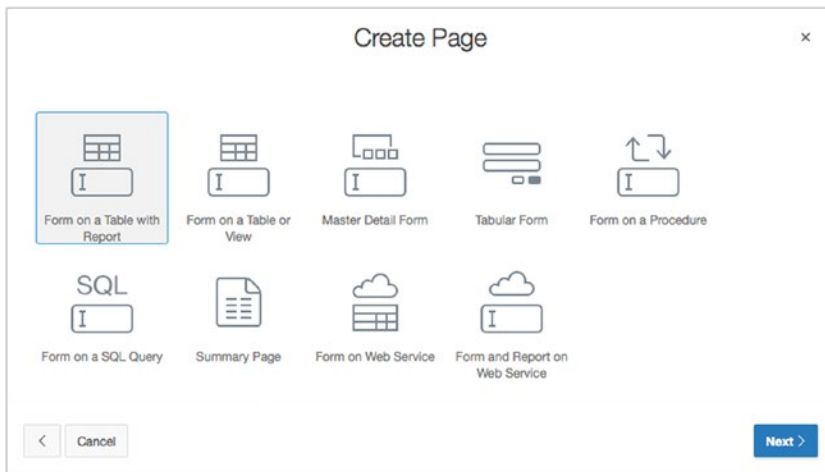 Create Page
×
Form on a Table with
Report
Form on a Table or
View
Master Detail Form
Tabular Form
Form on a Procedure
SQL
Form on a SQL Query
Summary Page
Form on Web Service
Form and Report on
Web Service
< Cancel
Next >